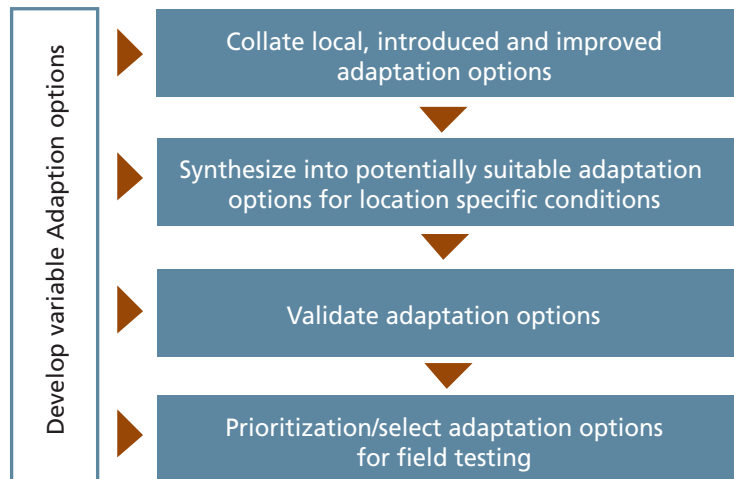 Develop variable Adaption options
Collate local, introduced and improved
adaptation options
Synthesize into potentially suitable adaptation
options for location specific conditions
Validate adaptation options
Prioritization/select adaptation options
for field testing